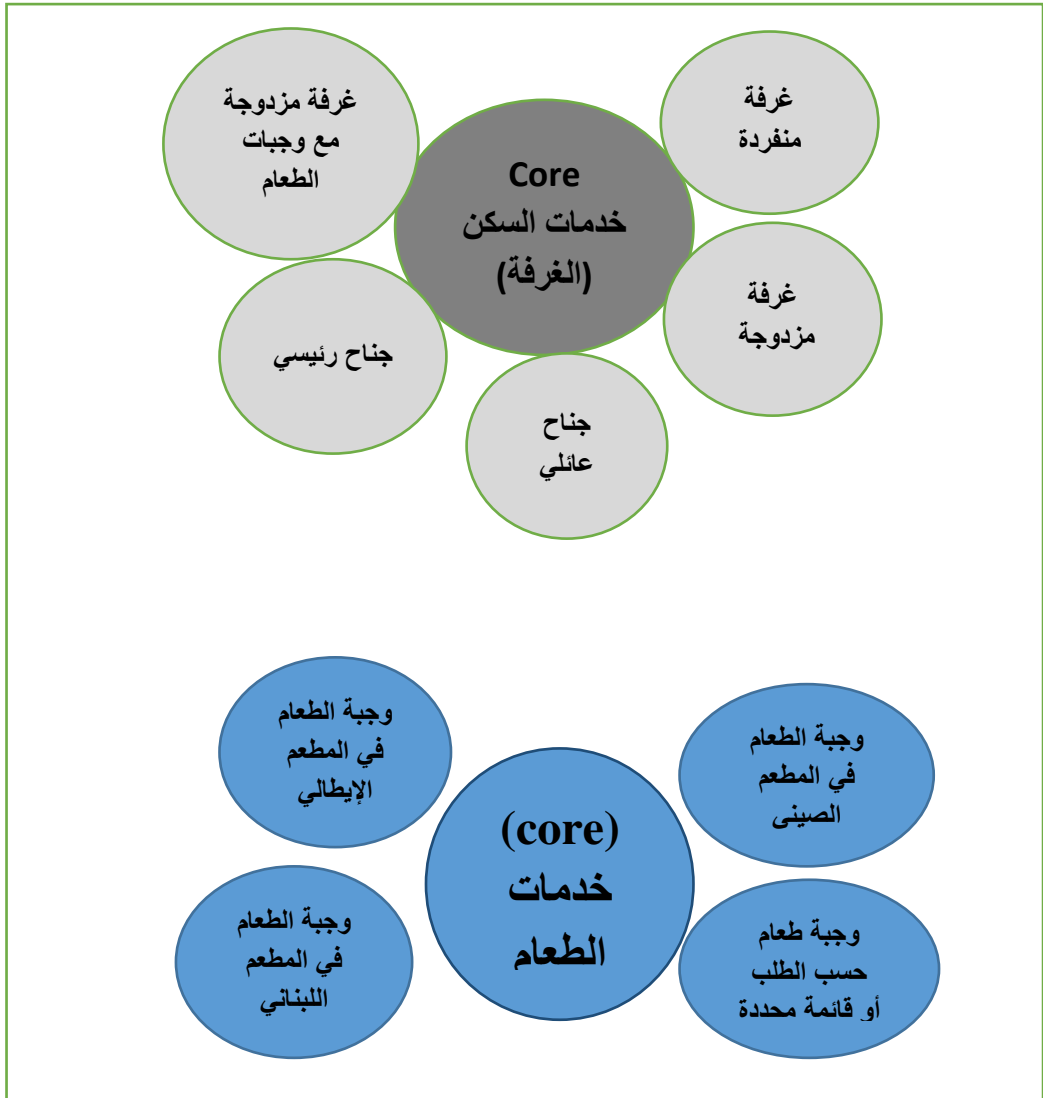 غرفة
منفردة
غرفة مزدوجة
مع وجبات
الطعام
Core
خدمات السكن
(الغرفة)
غرفة
مزدوجة
جناح رئيسي
جناح
عائلي
وجبة الطعام
في المطعم
الصينى
وجبة الطعام
في المطعم
الإيطالي
(core)
خدمات
الطعام
وجبة طعام
حسب الطلب
أو قائمة محددة
وجبة الطعام
في المطعم
اللبناني